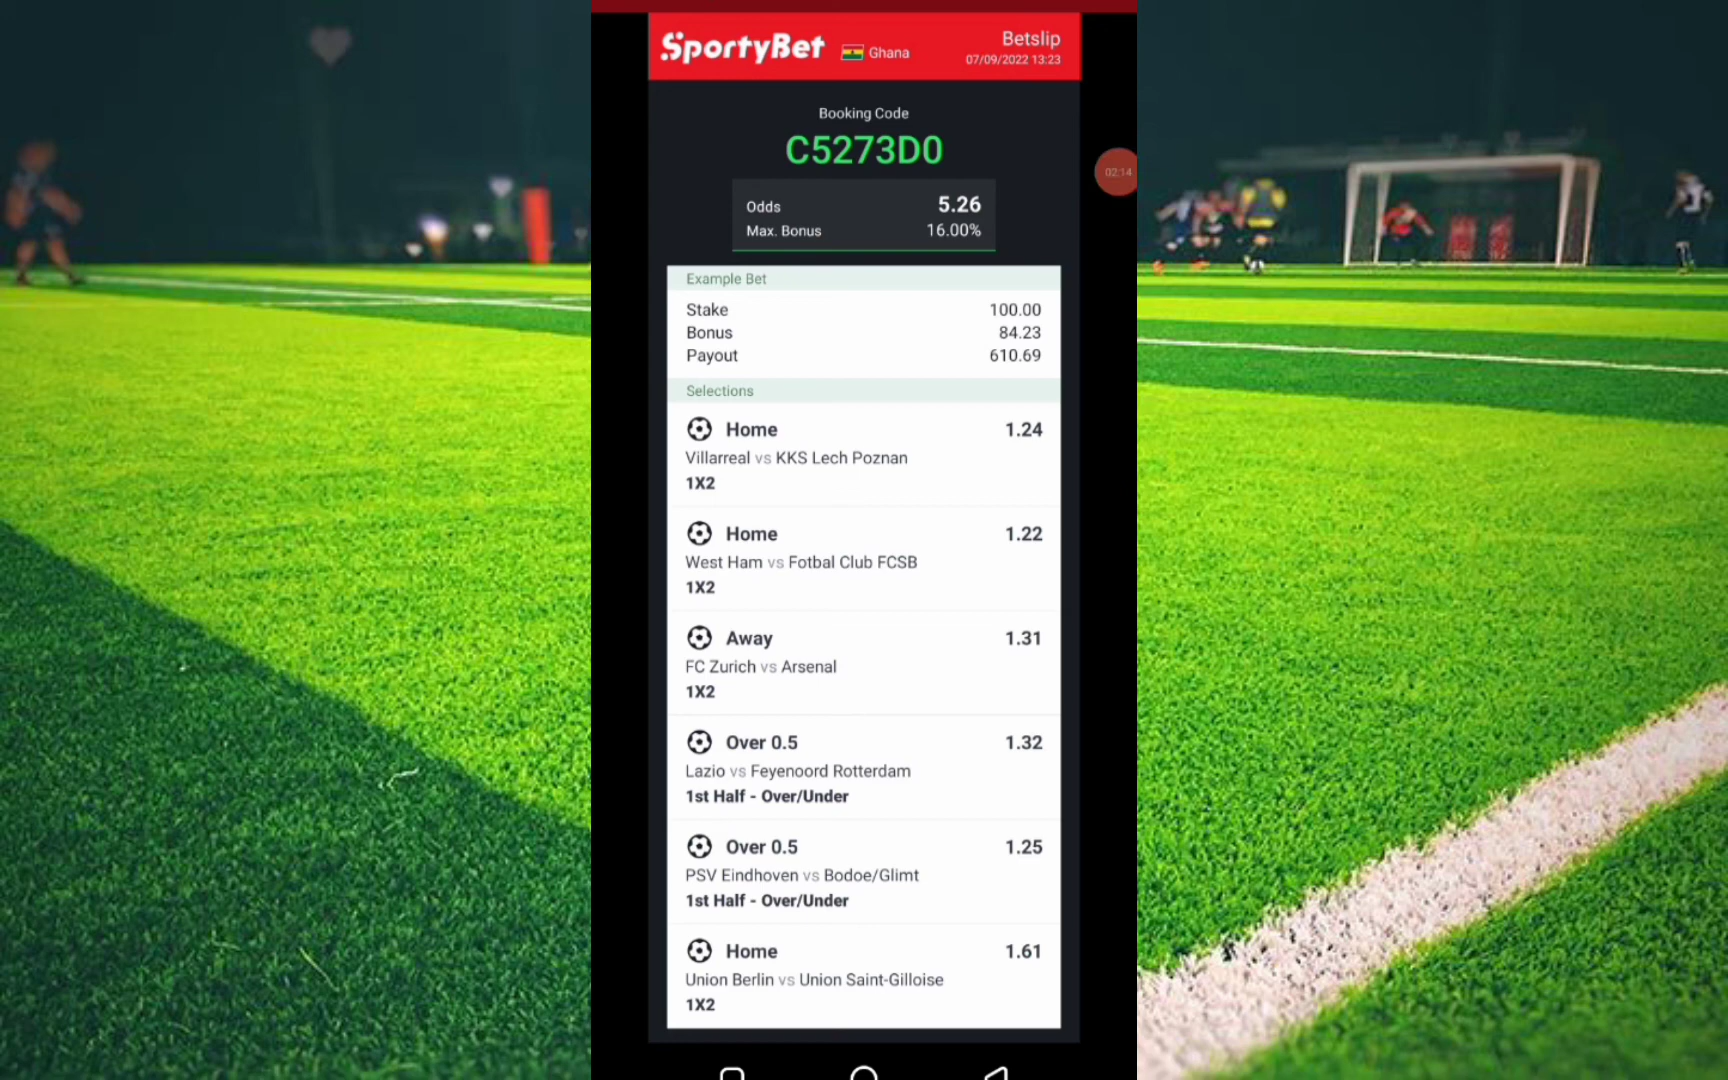 SportyBet Ghana Betslip
07/09/2022 13:23
Booking Code
C5273D0
02:14
Odds 5.26
Max. Bonus 16.00%
Example Bet
Stake 100.00
Bonus 84.23
Payout 610.69
Selections
Home 1.24
Villarreal vs KKS Lech Poznan
1X2
Home 1.22
West Ham vs Fotbal Club FCSB
1X2
Away 1.31
FC Zurich vs Arsenal
1X2
Over 0.5 1.32
Lazio vs Feyenoord Rotterdam
1st Half - Over/Under
Over 0.5 1.25
PSV Eindhoven vs Bodoe/Glimt
1st Half - Over/Under
Home 1.61
Union Berlin vs Union Saint-Gilloise
1X2